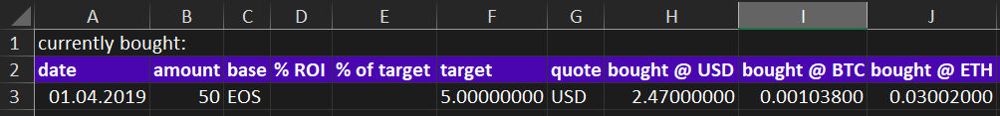 A B C D E F G H I J
1 currently bought:
2 date amount base % ROI % of target target quote bought @ USD bought @ BTC bought @ ETH
3 01.04.2019 50 EOS 5.00000000 USD 2.47000000 0.00103800 0.03002000